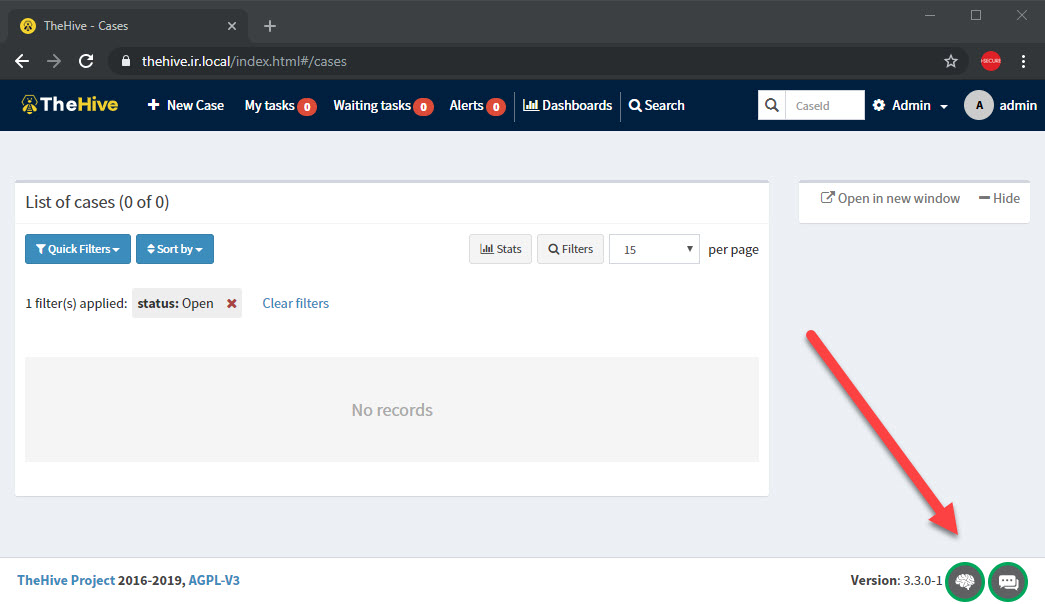 TheHive - Cases
thehive.ir.local/index.html#/cases
TheHive New Case My tasks 0 Waiting tasks 0 Alerts 0 Dashboards Search CaseId Admin A admin
List of cases (0 of 0)
Open in new window Hide
Quick Filters Sort by Stats Filters 15 per page
1 filter(s) applied: status: Open Clear filters
No records
TheHive Project 2016-2019, AGPL-V3 Version: 3.3.0-1